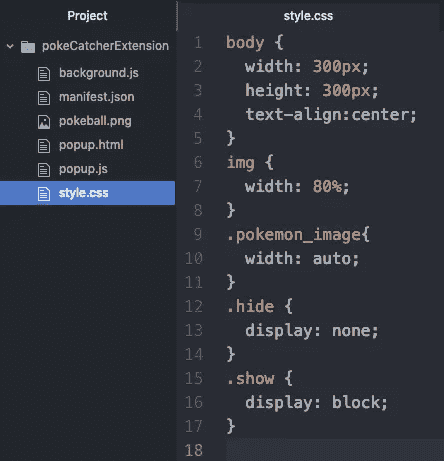 Project
pokeCatcherExtension
background.js
manifest.json
pokeball.png
popup.html
popup.js
style.css
style.css
1 body {
2   width: 300px;
3   height: 300px;
4   text-align:center;
5 }
6 img {
7   width: 80%;
8 }
9 .pokemon_image{
10   width: auto;
11 }
12 .hide {
13   display: none;
14 }
15 .show {
16   display: block;
17 }
18